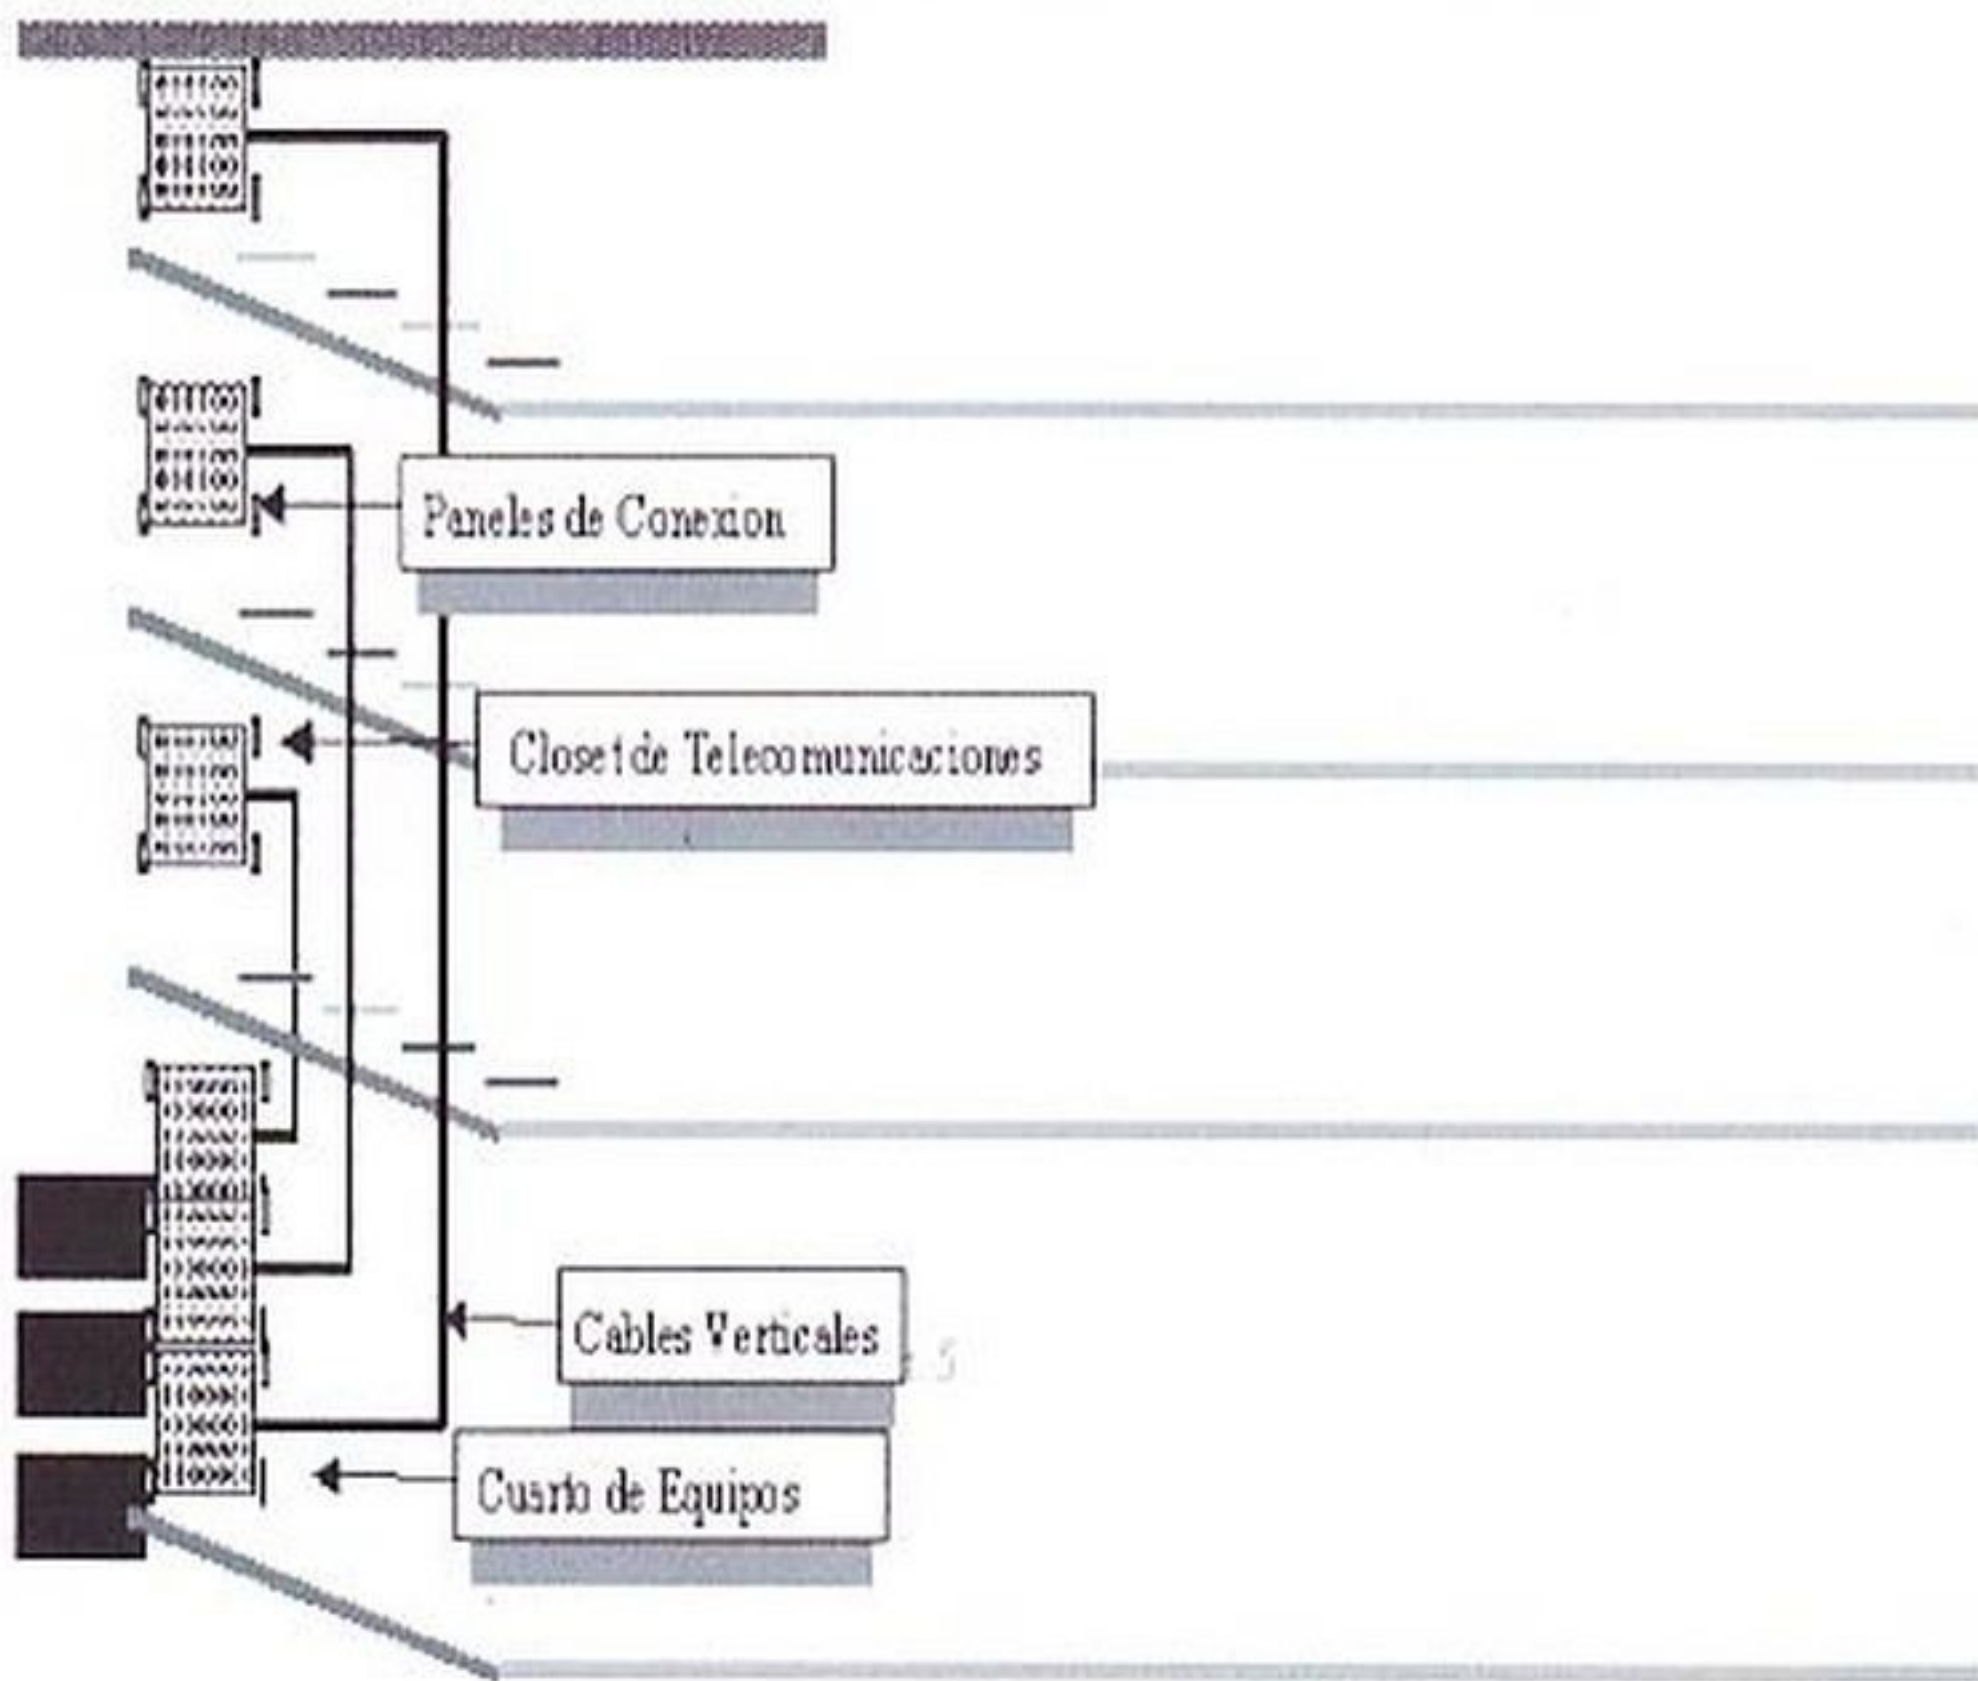 Paneles de Conexion
Closet de Telecomunicaciones
Cables Verticales
Cuarto de Equipos